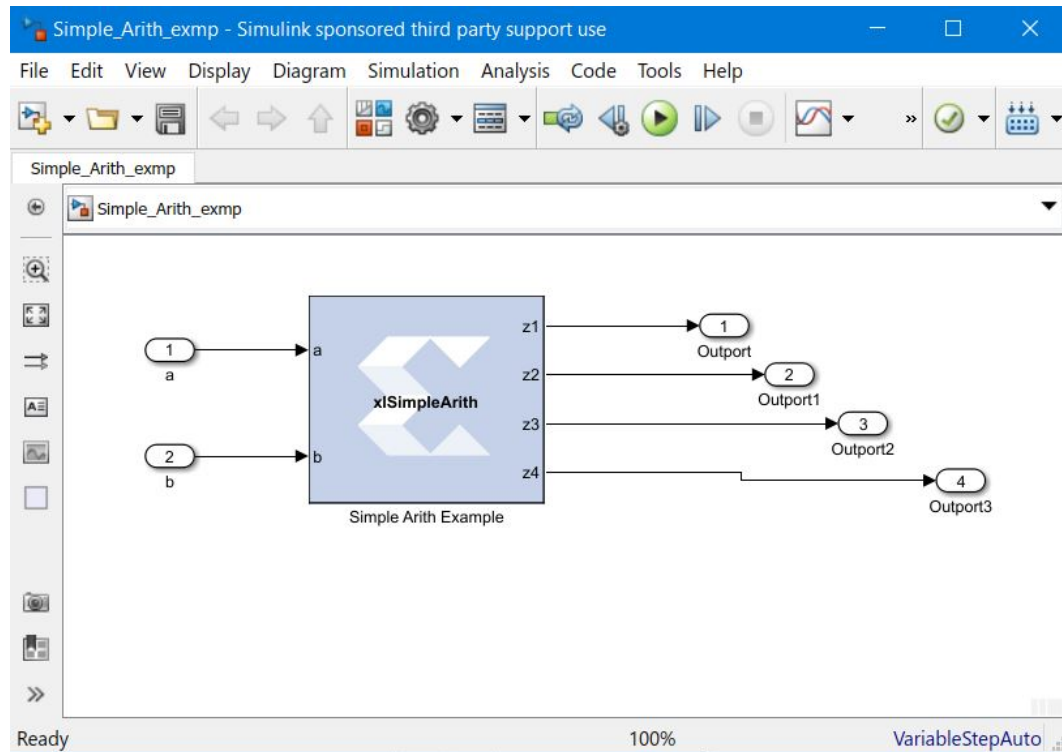 Simple_Arith_exmp - Simulink sponsored third party support use
File Edit View Display Diagram Simulation Analysis Code Tools Help
»
Simple_Arith_exmp
Simple_Arith_exmp
1
a
2
b
a
b
xlSimpleArith
z1
z2
z3
z4
Simple Arith Example
1
Outport
2
Outport1
3
Outport2
4
Outport3
A
»
Ready 100% VariableStepAuto